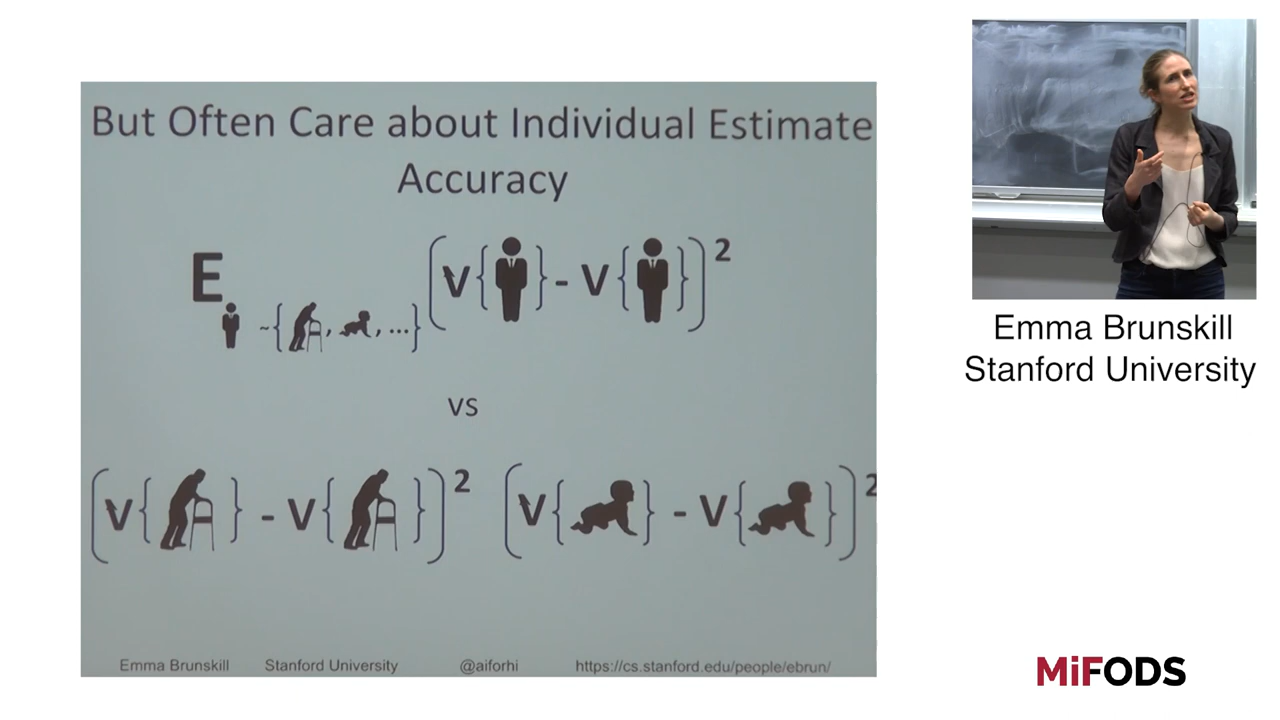 But Often Care about Individual Estimate
Accuracy
E ~{ , , ...} (V{ } - V{ })²
vs
(V{ } - V{ })² (V{ } - V{ })²
Emma Brunskill Stanford University @aiforhi https://cs.stanford.edu/people/ebrun/
Emma Brunskill
Stanford University
MiFODS